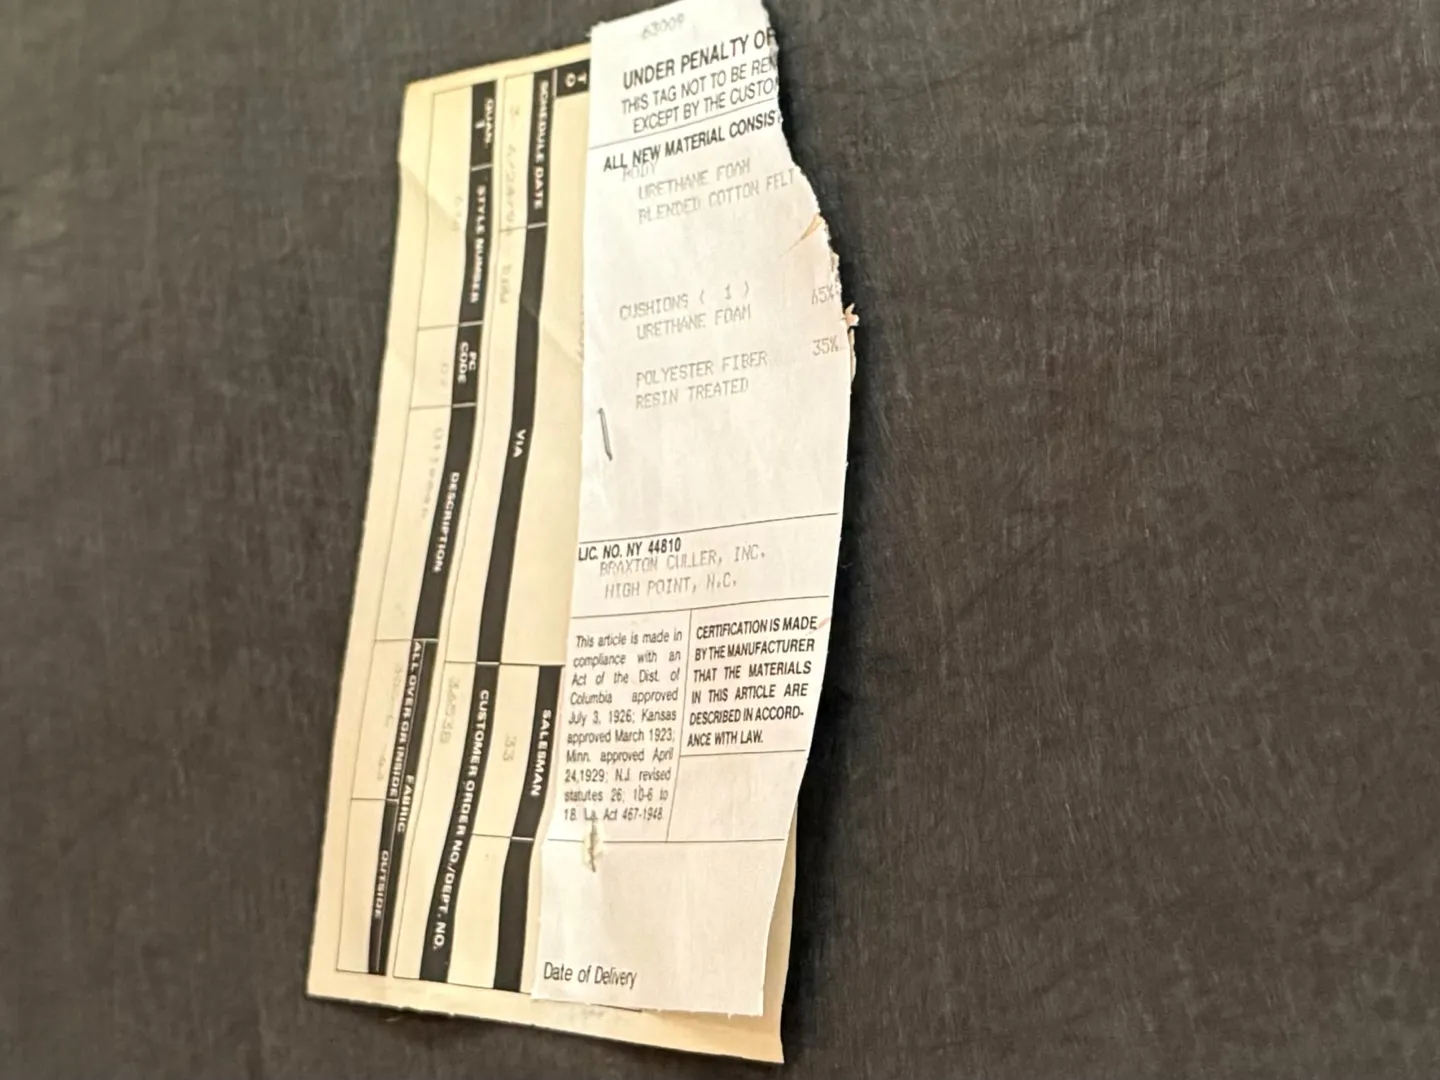 63009
UNDER PENALTY OF
THIS TAG NOT TO BE REM
EXCEPT BY THE CUSTO
ALL NEW MATERIAL CONSIS
BODY
URETHANE FOAM
BLENDED COTTON FELT
CUSHIONS ( 1 )
URETHANE FOAM 65%
POLYESTER FIBER 35%
RESIN TREATED
LIC. NO. NY 44810
BRAXTON CULLER, INC.
HIGH POINT, N.C.
This article is made in
compliance with an
Act of the Dist. of
Columbia approved
July 3, 1926; Kansas
approved March 1923;
Minn. approved April
24,1929; N.J. revised
statutes 26; 10-6 to
18. La. Act 467-1948.
CERTIFICATION IS MADE
BY THE MANUFACTURER
THAT THE MATERIALS
IN THIS ARTICLE ARE
DESCRIBED IN ACCORD-
ANCE WITH LAW.
Date of Delivery
TO
SCHEDULE DATE
VIA
SALESMAN
33
CUSTOMER ORDER NO./DEPT. NO.
QUAN.
STYLE NUMBER
PC
CODE
DESCRIPTION
FABRIC
ALL OVER OR INSIDE
OUTSIDE